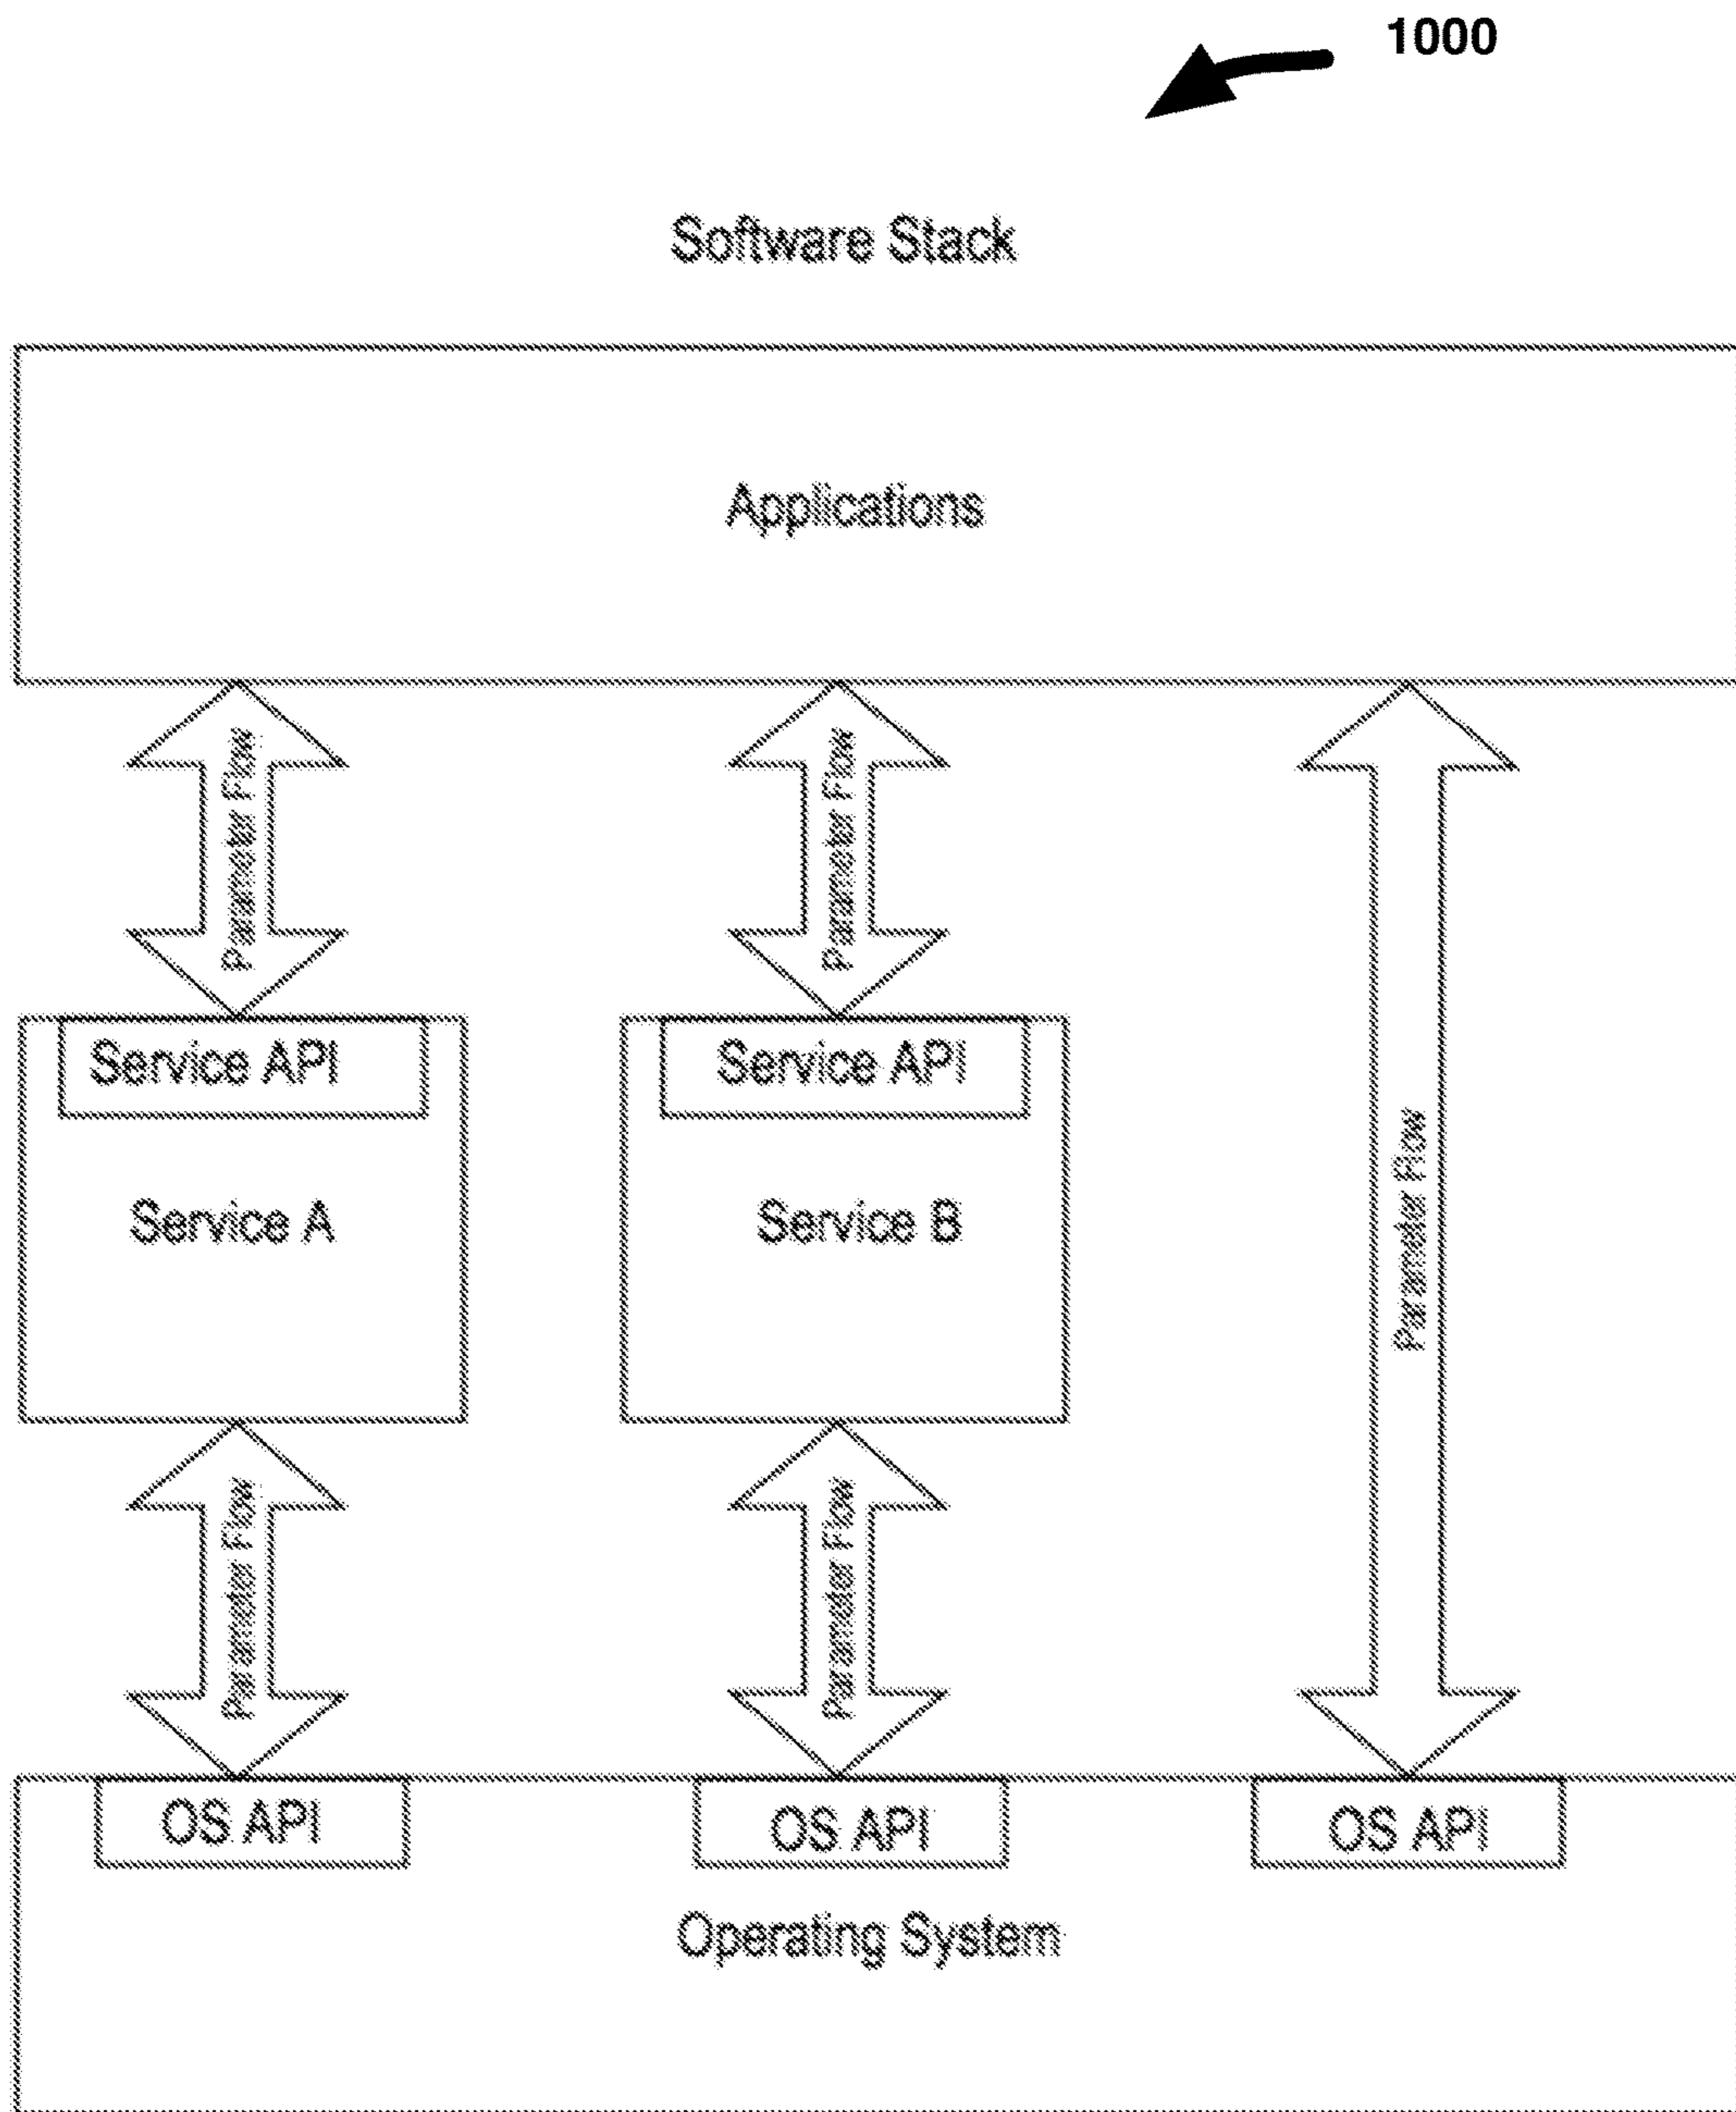 1000
Software Stack
Applications
Parameter Flow
Parameter Flow
Parameter Flow
Service API
Service API
Service A
Service B
Parameter Flow
Parameter Flow
OS API
OS API
OS API
Operating System